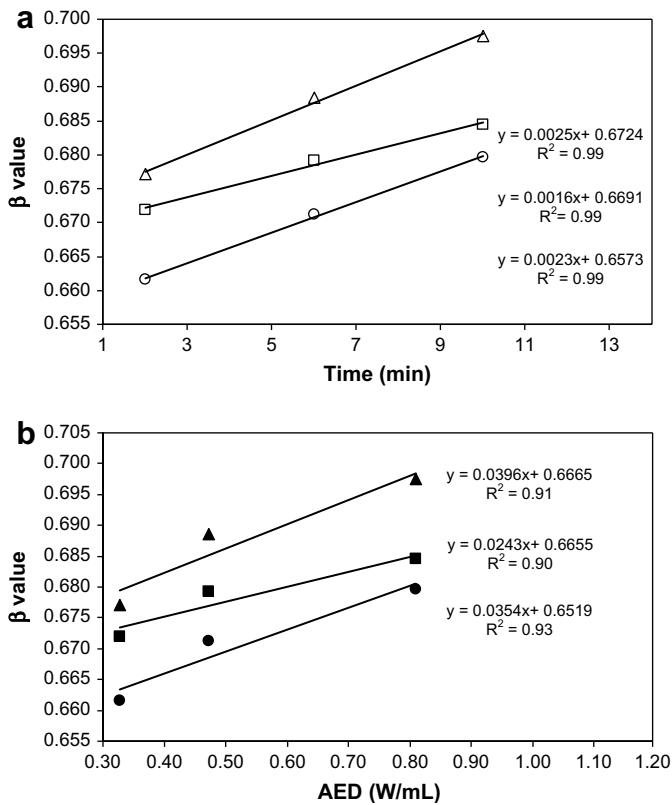 a
0.700
0.695
0.690
0.685
0.680
0.675
0.670
0.665
0.660
0.655
β value
y = 0.0025x+ 0.6724
R² = 0.99
y = 0.0016x+ 0.6691
R²= 0.99
y = 0.0023x+ 0.6573
R² = 0.99
1 3 5 7 9 11 13
Time (min)
b
0.705
0.700
0.695
0.690
0.685
0.680
0.675
0.670
0.665
0.660
0.655
β value
y = 0.0396x+ 0.6665
R² = 0.91
y = 0.0243x+ 0.6655
R² = 0.90
y = 0.0354x+ 0.6519
R² = 0.93
0.30 0.40 0.50 0.60 0.70 0.80 0.90 1.00 1.10 1.20
AED (W/mL)